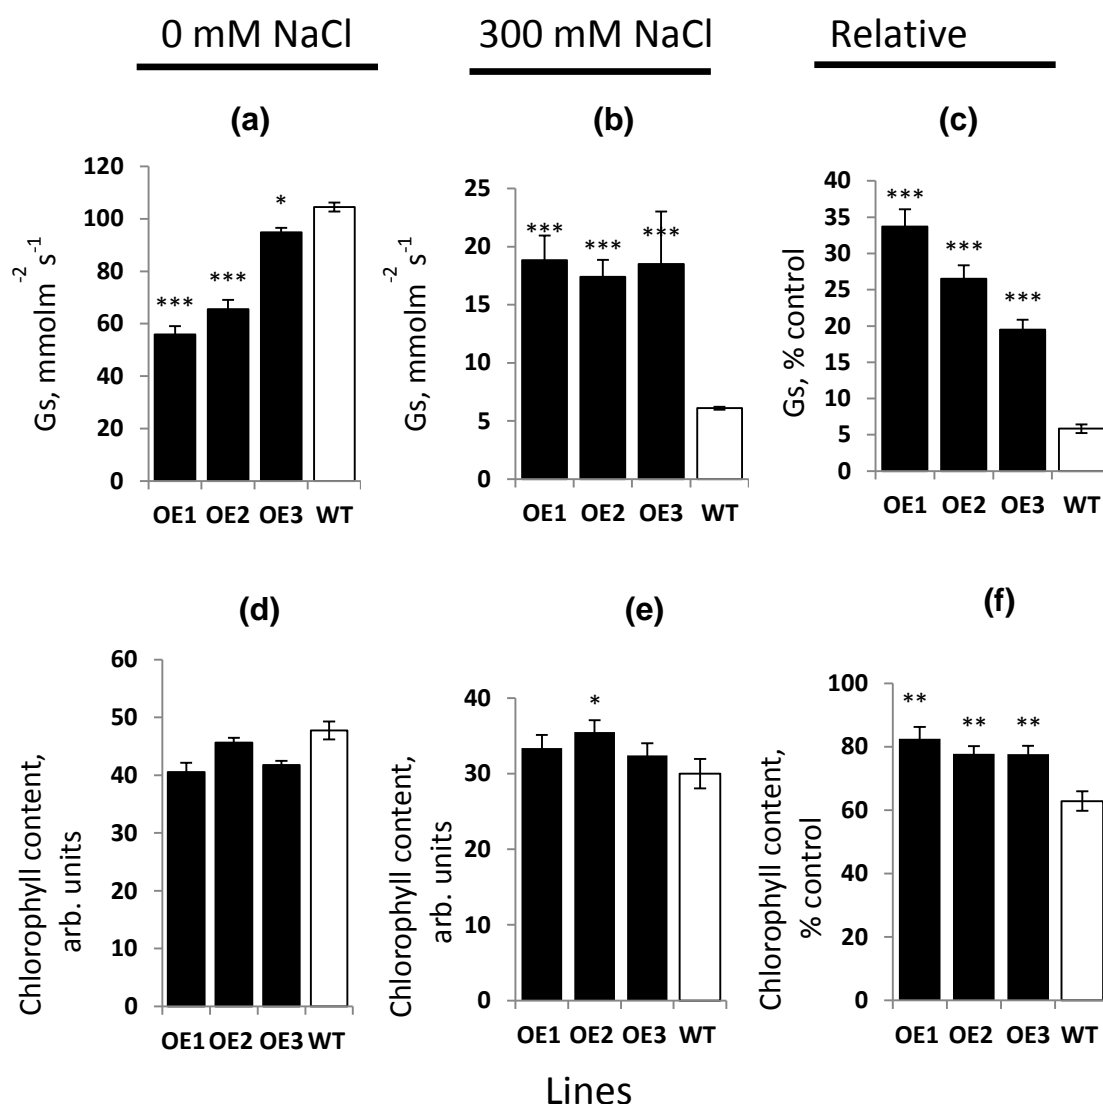 0 mM NaCl
300 mM NaCl
Relative
(a)
(b)
(c)
Gs, mmolm -2 s-1
120
100
80
60
40
20
0
***
***
*
OE1 OE2 OE3 WT
Gs, mmolm -2 s-1
25
20
15
10
5
0
***
***
***
OE1 OE2 OE3 WT
Gs, % control
40
35
30
25
20
15
10
5
0
***
***
***
OE1 OE2 OE3 WT
(d)
(e)
(f)
Chlorophyll content,
arb. units
60
50
40
30
20
10
0
OE1 OE2 OE3 WT
Chlorophyll content,
arb. units
40
30
20
10
0
*
OE1 OE2 OE3 WT
Chlorophyll content,
% control
100
80
60
40
20
0
**
**
**
OE1 OE2 OE3 WT
Lines